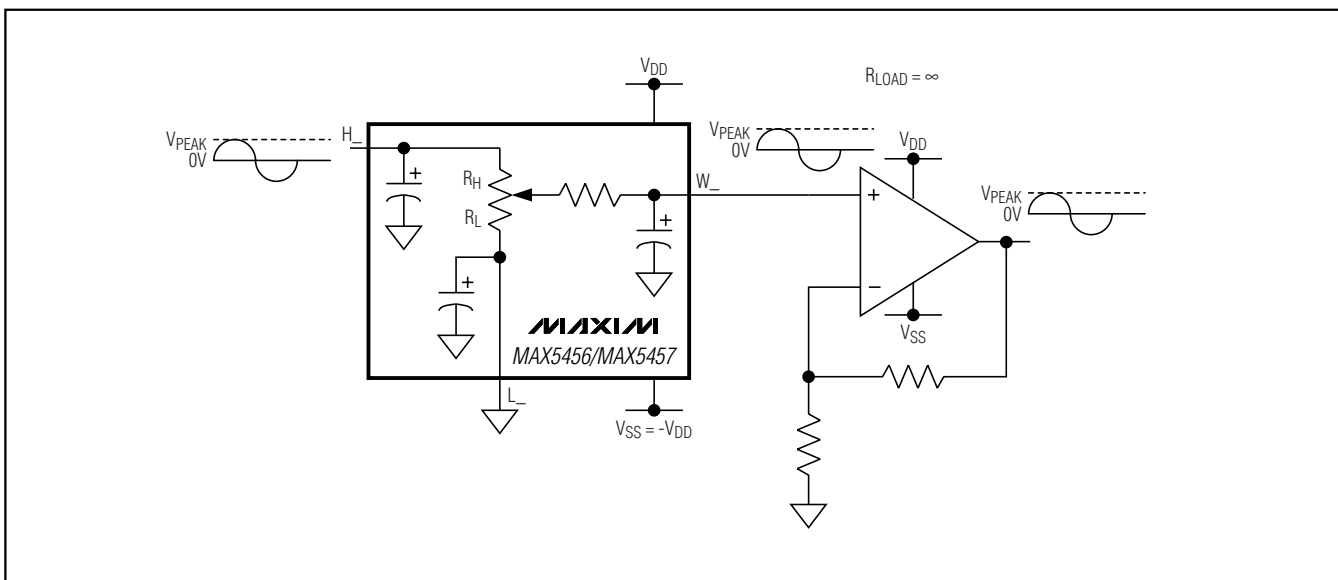 VDD
RLOAD = ∞
VPEAK
0V
H_
RH
RL
+
+
+
W_
VPEAK
0V
VDD
+
−
VSS
VPEAK
0V
MAXIM
MAX5456/MAX5457
L_
VSS = -VDD